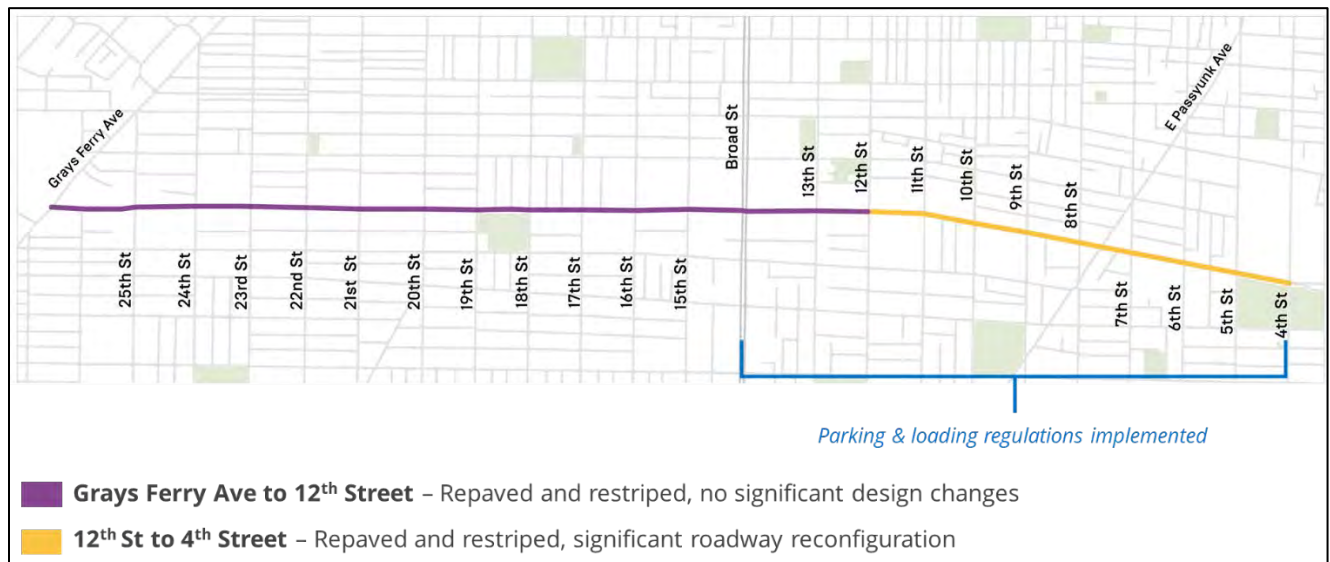 Grays Ferry Ave
Broad St
E Passyunk Ave
13th St
12th St
11th St
10th St
9th St
8th St
25th St
24th St
23rd St
22nd St
21st St
20th St
19th St
18th St
17th St
16th St
15th St
7th St
6th St
5th St
4th St
Parking & loading regulations implemented
Grays Ferry Ave to 12th Street – Repaved and restriped, no significant design changes
12th St to 4th Street – Repaved and restriped, significant roadway reconfiguration